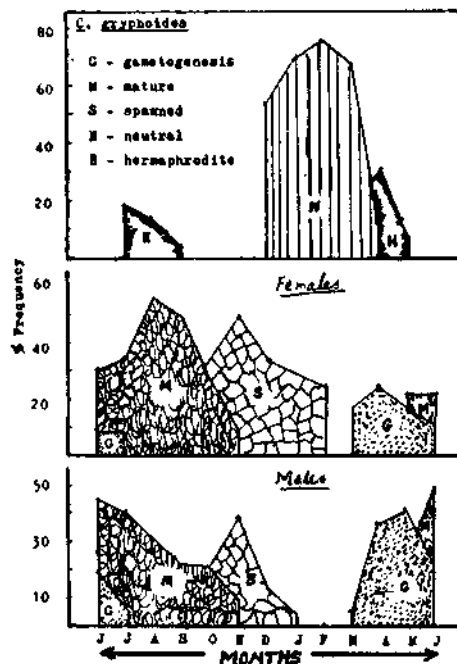 C. gryphoides
G - gametogenesis
M - mature
S - spawned
N - neutral
H - hermaphrodite
80
60
40
20
N
H
% Frequency
Females
60
40
20
G
M
S
G
M
Males
50
30
10
G
M
S
G
M
J J A S O N D J F M A M J
MONTHS